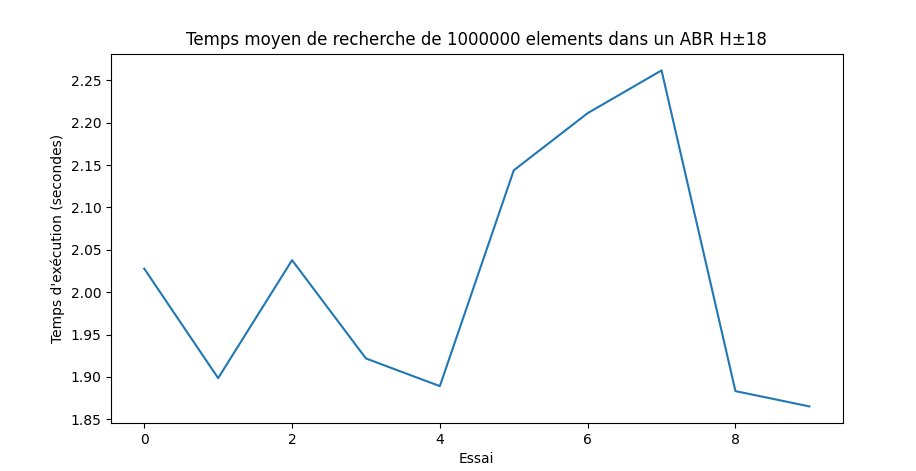 Temps moyen de recherche de 1000000 elements dans un ABR H±18
Temps d'exécution (secondes)
2.25
2.20
2.15
2.10
2.05
2.00
1.95
1.90
1.85
0 2 4 6 8
Essai